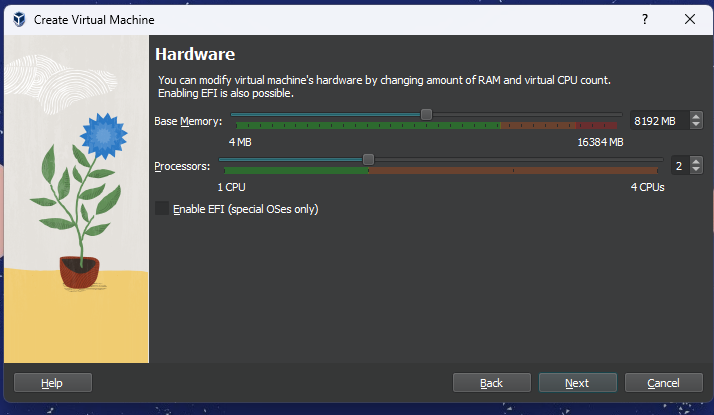 Create Virtual Machine
?
Hardware
You can modify virtual machine's hardware by changing amount of RAM and virtual CPU count.
Enabling EFI is also possible.
Base Memory:
8192 MB
4 MB
16384 MB
Processors:
2
1 CPU
4 CPUs
Enable EFI (special OSes only)
Help
Back
Next
Cancel